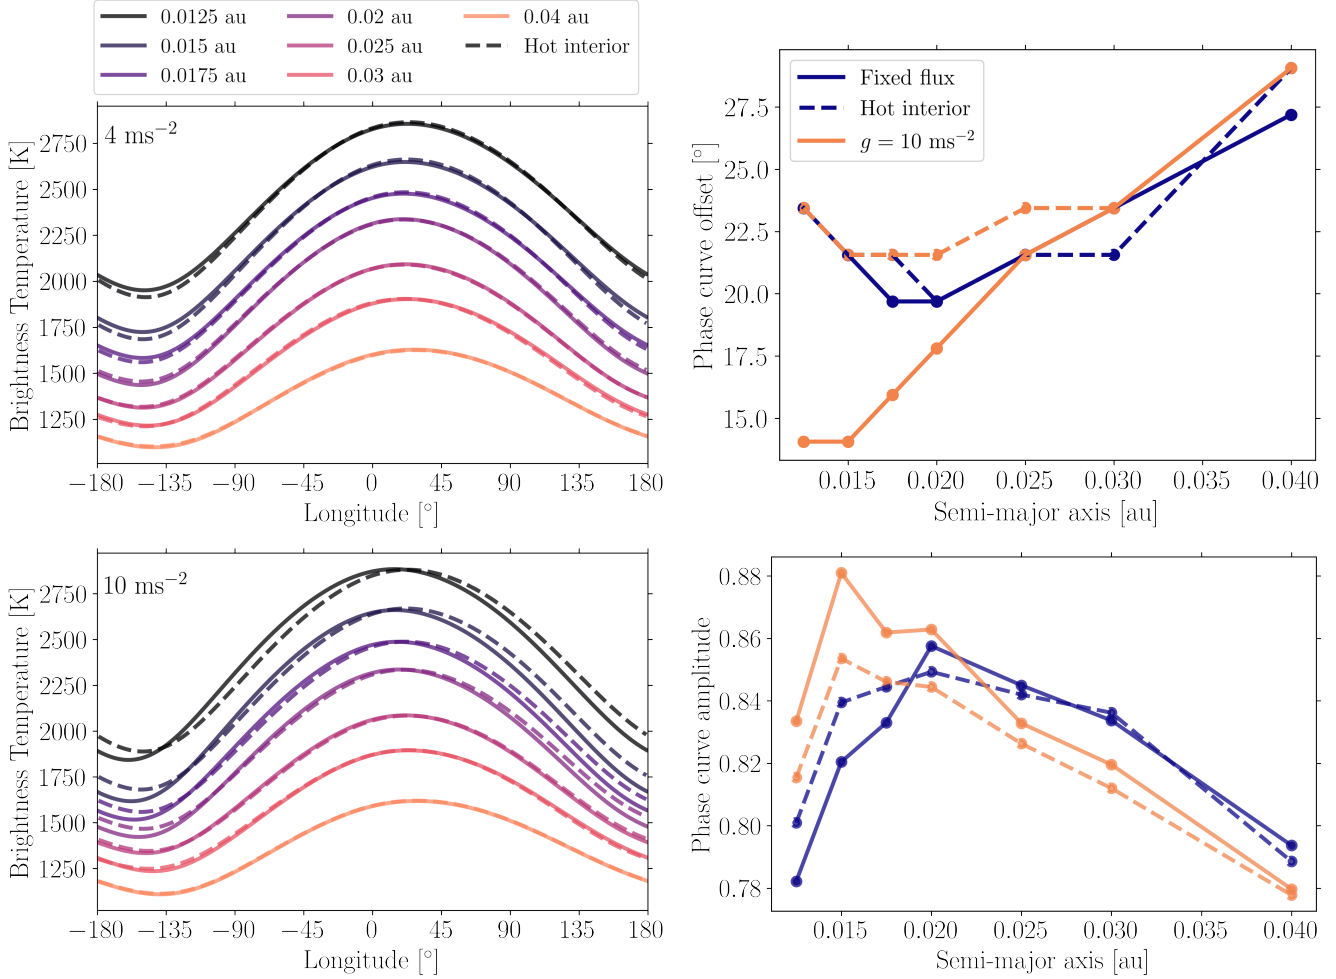 0.0125 au
0.015 au
0.0175 au
0.02 au
0.025 au
0.03 au
0.04 au
Hot interior
4 ms⁻²
Brightness Temperature [K]
2750
2500
2250
2000
1750
1500
1250
−180 −135 −90 −45 0 45 90 135 180
Longitude [°]
Fixed flux
Hot interior
g = 10 ms⁻²
Phase curve offset [°]
27.5
25.0
22.5
20.0
17.5
15.0
0.015 0.020 0.025 0.030 0.035 0.040
Semi-major axis [au]
10 ms⁻²
Brightness Temperature [K]
2750
2500
2250
2000
1750
1500
1250
−180 −135 −90 −45 0 45 90 135 180
Longitude [°]
Phase curve amplitude
0.88
0.86
0.84
0.82
0.80
0.78
0.015 0.020 0.025 0.030 0.035 0.040
Semi-major axis [au]